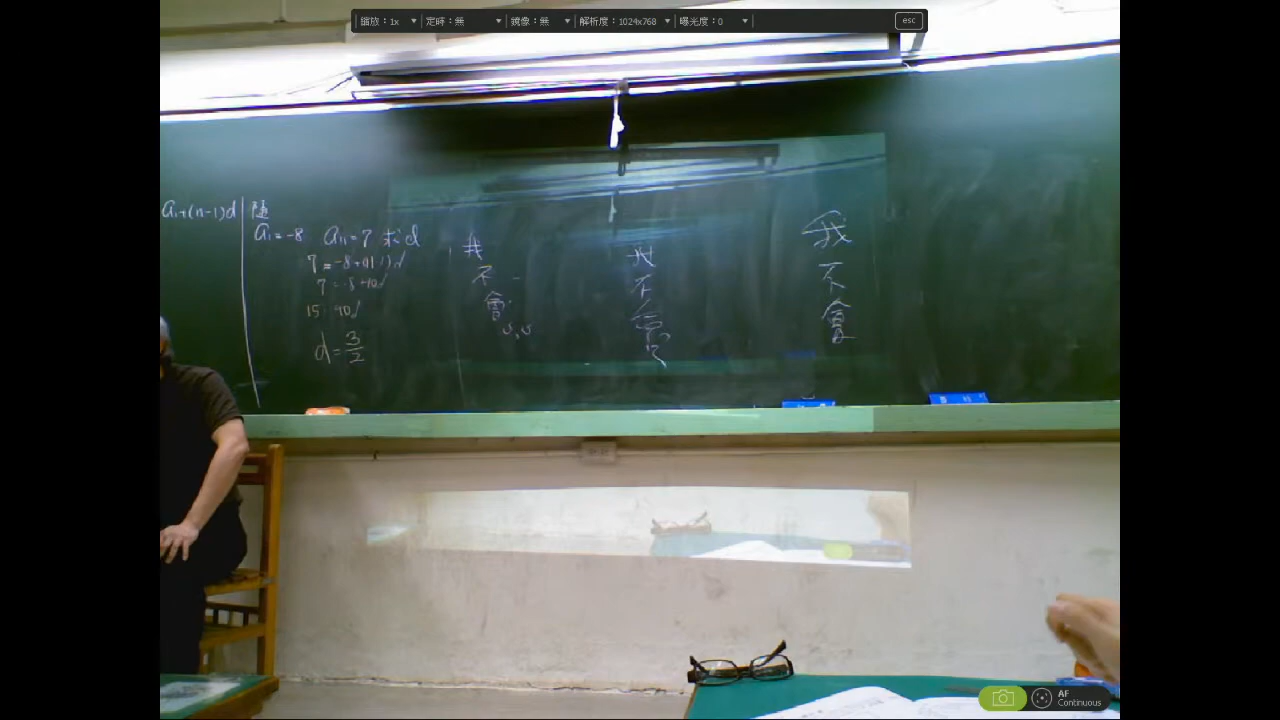 縮放：1x
定時：無
鏡像：無
解析度：1024x768
曝光度：0
esc
a₁+(n-1)d
隨
a₁=-8 a₁₁=7 求d
7=-8+(11-1)d
7=-8+10d
15=10d
d=3/2
我
不
會
我
不
會
我
不
會
AF
Continuous